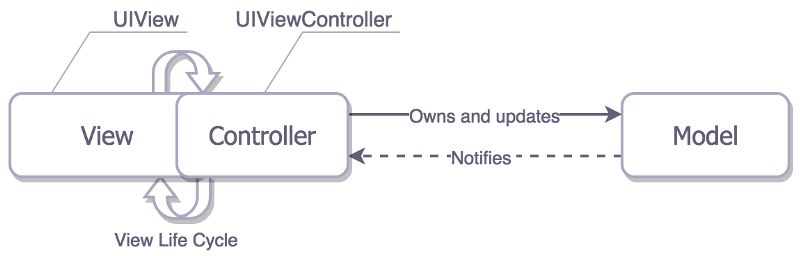 UIView
UIViewController
View
Controller
Owns and updates
Model
Notifies
View Life Cycle